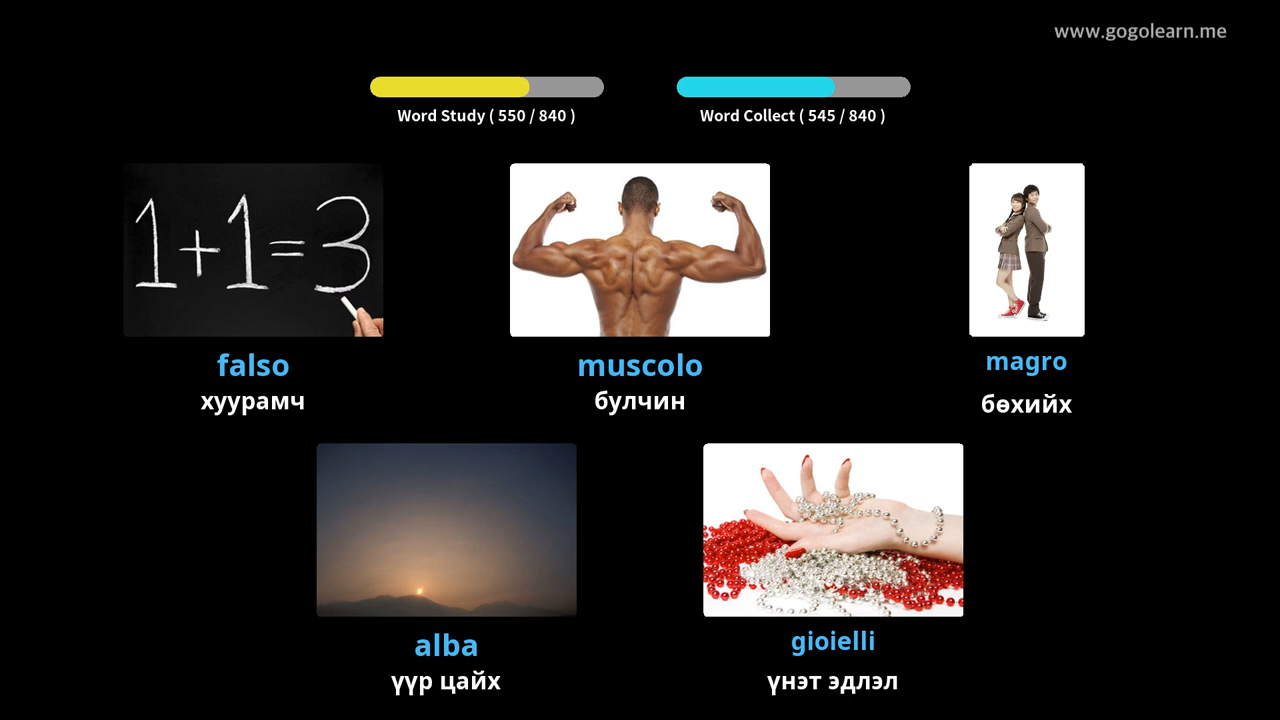 www.gogolearn.me
Word Study ( 550 / 840 )
Word Collect ( 545 / 840 )
1+1=3
falso
хуурамч
muscolo
булчин
magro
бөхийх
alba
үүр цайх
gioielli
үнэт эдлэл